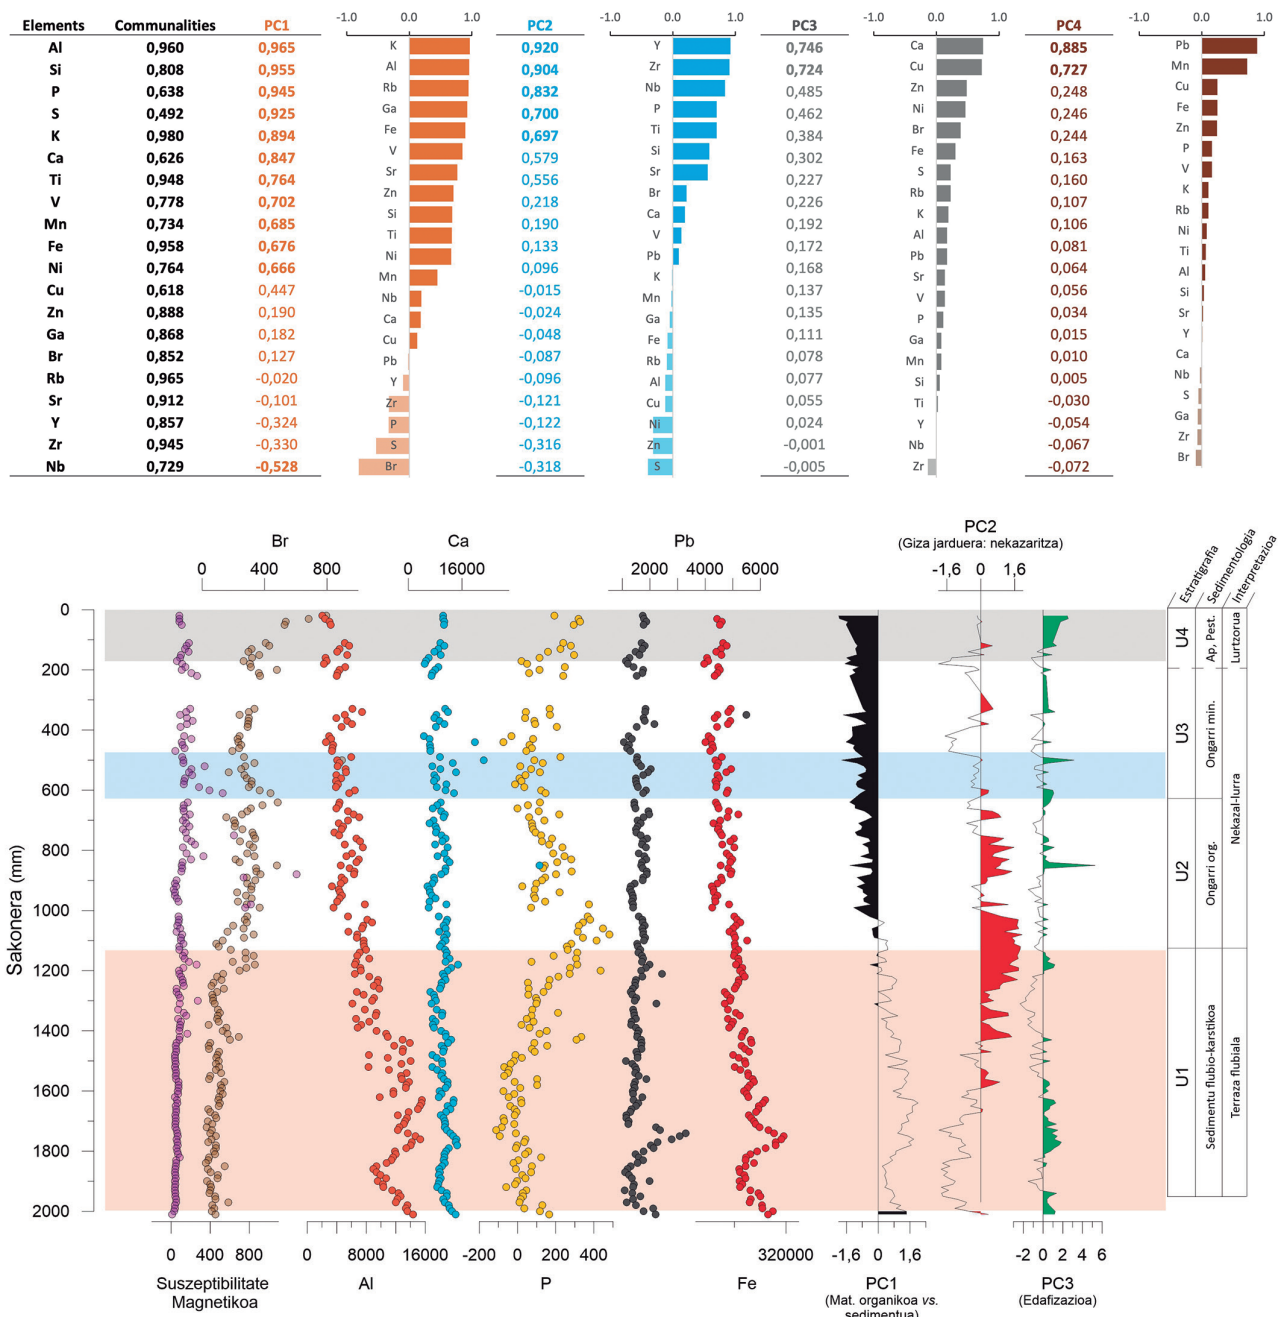 Elements Communalities PC1 -1.0 0.0 1.0 PC2 -1.0 0.0 1.0 PC3 -1.0 0.0 1.0 PC4 -1.0 0.0 1.0
Al 0,960 0,965 K 0,920 Y 0,746 Ca 0,885 Pb
Si 0,808 0,955 Al 0,904 Zr 0,724 Cu 0,727 Mn
P 0,638 0,945 Rb 0,832 Nb 0,485 Zn 0,248 Cu
S 0,492 0,925 Ga 0,700 P 0,462 Ni 0,246 Fe
K 0,980 0,894 Fe 0,697 Ti 0,384 Br 0,244 Zn
Ca 0,626 0,847 V 0,579 Si 0,302 Fe 0,163 P
Ti 0,948 0,764 Sr 0,556 Sr 0,227 S 0,160 V
V 0,778 0,702 Zn 0,218 Br 0,226 Rb 0,107 K
Mn 0,734 0,685 Si 0,190 Ca 0,192 K 0,106 Rb
Fe 0,958 0,676 Ti 0,133 V 0,172 Al 0,081 Ni
Ni 0,764 0,666 Ni 0,096 Pb 0,168 Pb 0,064 Ti
Cu 0,618 0,447 Mn -0,015 K 0,137 Sr 0,056 Al
Zn 0,888 0,190 Nb -0,024 Mn 0,135 V 0,034 Si
Ga 0,868 0,182 Ca -0,048 Ga 0,111 P 0,015 Sr
Br 0,852 0,127 Cu -0,087 Fe 0,078 Ga 0,010 Y
Rb 0,965 -0,020 Pb -0,096 Rb 0,077 Mn 0,005 Ca
Sr 0,912 -0,101 Y -0,121 Al 0,055 Si -0,030 Nb
Y 0,857 -0,324 Zr -0,122 Cu 0,024 Ti -0,054 S
Zr 0,945 -0,330 P -0,316 Ni -0,001 Y -0,067 Ga
Nb 0,729 -0,528 S -0,318 Zn -0,005 Nb -0,072 Zr
Br S Zr Br
PC2
(Giza jarduera: nekazaritza)
Br Ca Pb
0 400 800 0 16000 2000 4000 6000 -1,6 0 1,6
Estratigrafia
Sedimentologia
Interpretazioa
Sakonera (mm)
0
200
400
600
800
1000
1200
1400
1600
1800
2000
U4
Ap, Pest.
Lurtzorua
U3
Ongarri min.
Nekazal-lurra
U2
Ongarri org.
U1
Sedimentu flubio-karstikoa
Terraza flubiala
0 400 800 0 8000 16000 -200 0 200 400 320000 -1,6 0 1,6 -2 0 2 4 6
Suszeptibilitate
Magnetikoa
Al P Fe PC1 PC3
(Mat. organikoa vs.
sedimentua)
(Edafizazioa)